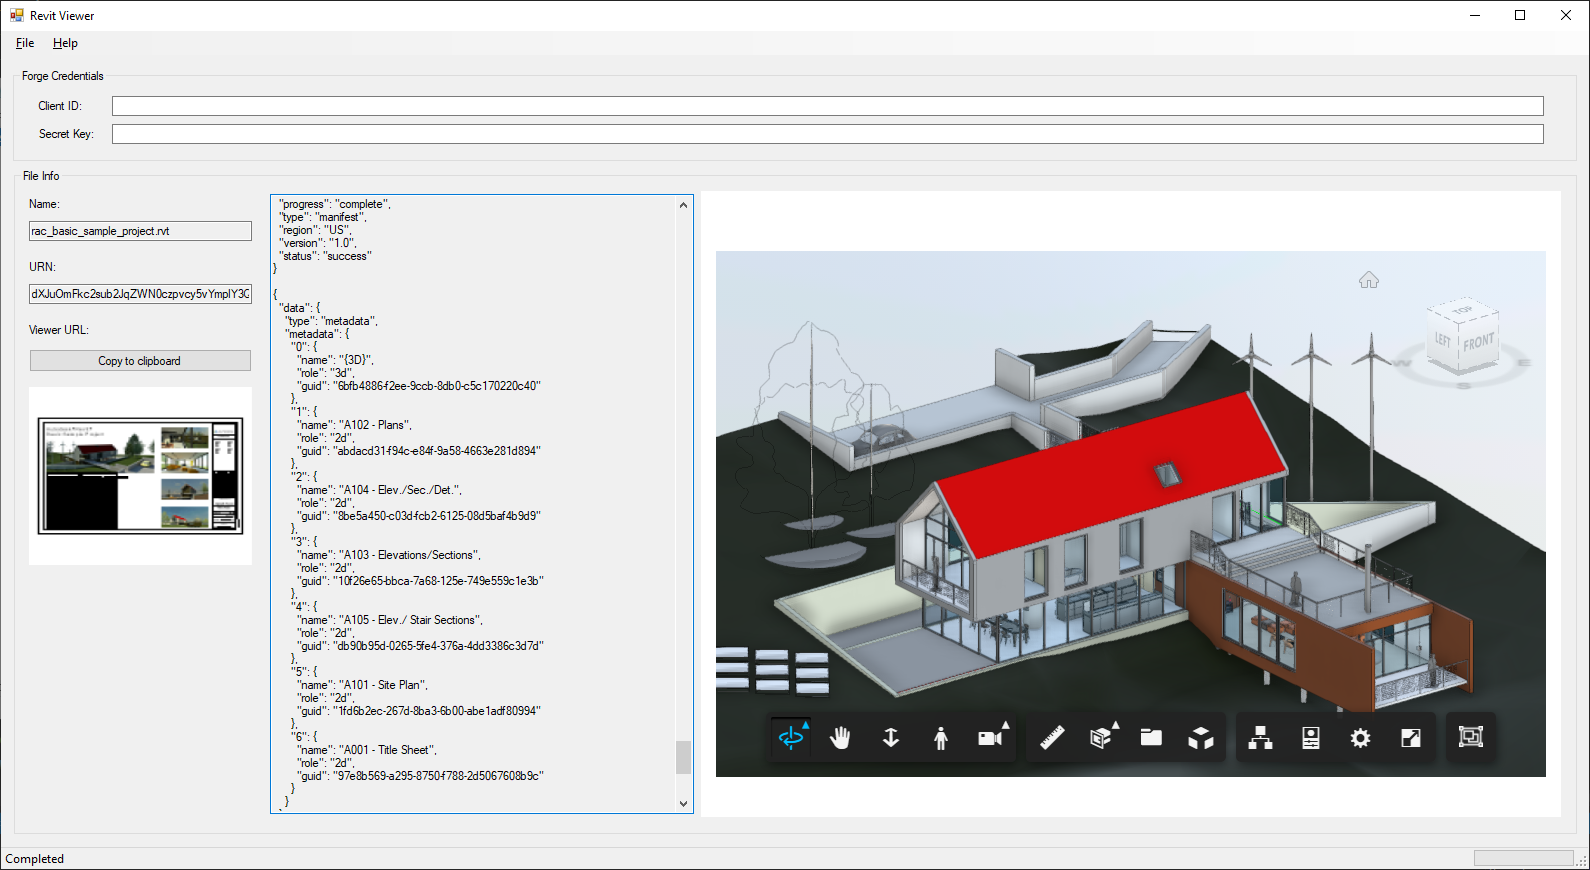 Revit Viewer
File Help
Forge Credentials
Client ID:
Secret Key:
File Info
Name:
rac_basic_sample_project.rvt
URN:
dXJuOmFkc2sub2JqZWN0czpvcy5vYmplY3
Viewer URL:
Copy to clipboard
"progress": "complete",
"type": "manifest",
"region": "US",
"version": "1.0",
"status": "success"
}
{
"data": {
"type": "metadata",
"metadata": {
"0": {
"name": "{3D}",
"role": "3d",
"guid": "6bfb4886-f2ee-9ccb-8db0-c5c170220c40"
},
"1": {
"name": "A102 - Plans",
"role": "2d",
"guid": "abdacd31-f94c-e84f-9a58-4663e281d894"
},
"2": {
"name": "A104 - Elev./Sec./Det.",
"role": "2d",
"guid": "8be5a450-c03d-fcb2-6125-08d5baf4b9d9"
},
"3": {
"name": "A103 - Elevations/Sections",
"role": "2d",
"guid": "10f26e65-bbca-7a68-125e-749e559c1e3b"
},
"4": {
"name": "A105 - Elev./ Stair Sections",
"role": "2d",
"guid": "db90b95d-0265-5fe4-376a-4dd3386c3d7d"
},
"5": {
"name": "A101 - Site Plan",
"role": "2d",
"guid": "1fd6b2ec-267d-8ba3-6b00-abe1adf80994"
},
"6": {
"name": "A001 - Title Sheet",
"role": "2d",
"guid": "97e8b569-a295-8750-f788-2d5067608b9c"
}
}
TOP
LEFT FRONT
W S E
Completed